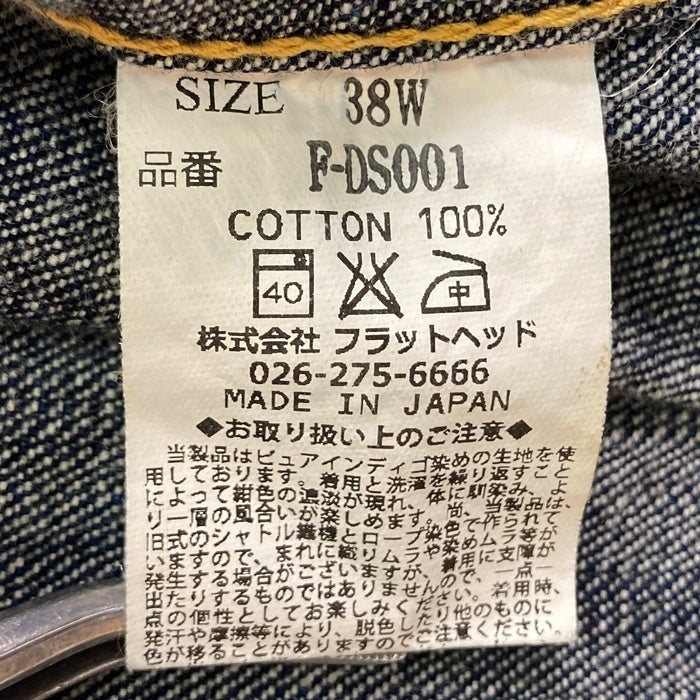 SIZE 38W
品番 F-DS001
COTTON 100%
40 中
株式会社 フラットヘッド
026-275-6666
MADE IN JAPAN
◆お取り扱い上のご注意◆
当製品はピュアインディゴ染めの生地を使
用しております。着用と洗濯を繰り返すこと
によって紺色の濃淡が現れ、体に馴染み、よ
り一層の風合いが楽しめます。尚、当製品は、
旧式のシャトル織機とロープ染色で作られて
いますので、まれに織りムラや染めムラ等が
発生する場合がございますが、着用に支障が
出たりするものではありませんので、一点一
点の個性としてお楽しみください。着用時、
発汗や摩擦等により、脱色したり他のものに
移ることがあり
ご注意ください。